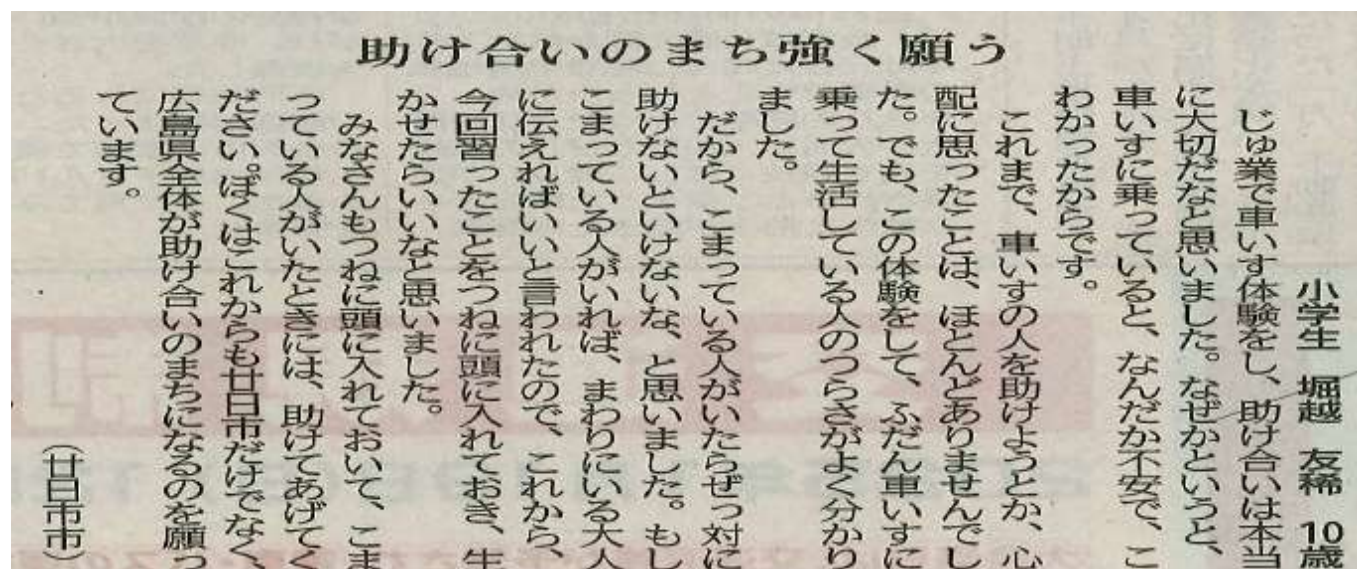 助け合いのまち強く願う
小学生　堀越　友稀　10歳
じゅ業で車いす体験をし、助け合いは本当
に大切だなと思いました。なぜかというと、
車いすに乗っていると、なんだか不安で、こ
わかったからです。
これまで、車いすの人を助けようとか、心
配に思ったことは、ほとんどありませんでし
た。でも、この体験をして、ふだん車いすに
乗って生活している人のつらさがよく分かり
ました。
だから、こまっている人がいたらぜっ対に
助けないといけないな、と思いました。もし
こまっている人がいれば、まわりにいる大人
に伝えればいいと言われたので、これから、
今回習ったことをつねに頭に入れておき、生
かせたらいいなと思いました。
みなさんもつねに頭に入れておいて、こま
っている人がいたときには、助けてあげてく
ださい。ぼくはこれからも廿日市だけでなく、
広島県全体が助け合いのまちになるのを願っ
ています。
（廿日市市）